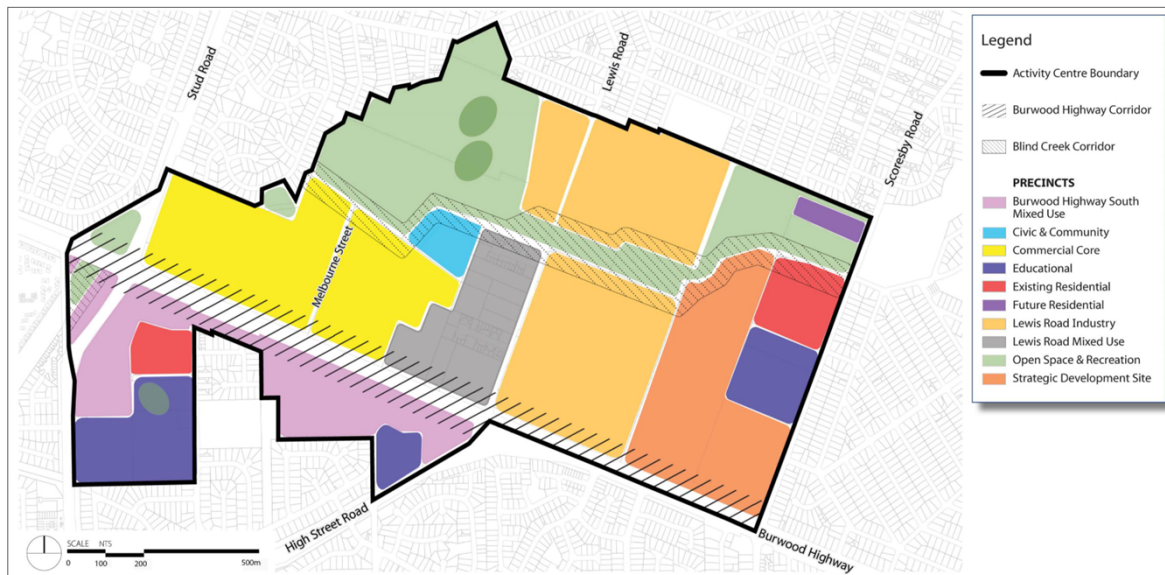 Stud Road
Lewis Road
Scoresby Road
Melbourne Street
High Street Road
Burwood Highway
SCALE NTS
0 100 200 500m
Legend
Activity Centre Boundary
Burwood Highway Corridor
Blind Creek Corridor
PRECINCTS
Burwood Highway South
Mixed Use
Civic & Community
Commercial Core
Educational
Existing Residential
Future Residential
Lewis Road Industry
Lewis Road Mixed Use
Open Space & Recreation
Strategic Development Site